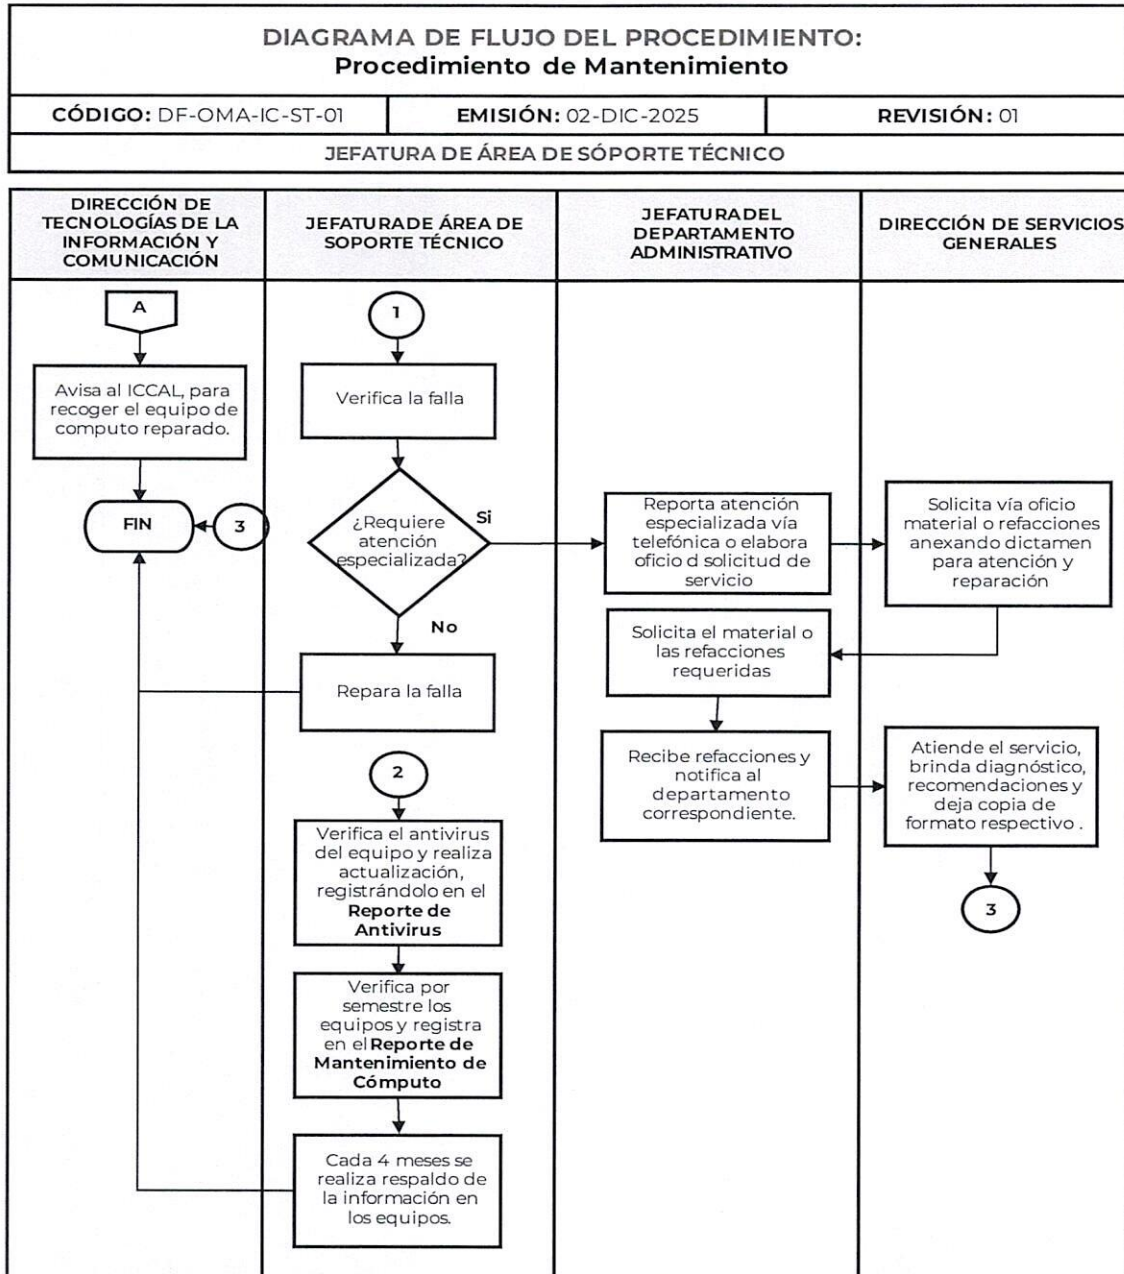 DIAGRAMA DE FLUJO DEL PROCEDIMIENTO:
Procedimiento de Mantenimiento
CÓDIGO: DF-OMA-IC-ST-01
EMISIÓN: 02-DIC-2025
REVISIÓN: 01
JEFATURA DE ÁREA DE SÓPORTE TÉCNICO
DIRECCIÓN DE
TECNOLOGÍAS DE LA
INFORMACIÓN Y
COMUNICACIÓN
JEFATURA DE ÁREA DE
SOPORTE TÉCNICO
JEFATURA DEL
DEPARTAMENTO
ADMINISTRATIVO
DIRECCIÓN DE SERVICIOS
GENERALES
A
Avisa al ICCAL, para
recoger el equipo de
computo reparado.
FIN
3
1
Verifica la falla
¿Requiere
atención
especializada?
Si
No
Repara la falla
2
Verifica el antivirus
del equipo y realiza
actualización,
registrándolo en el
Reporte de
Antivirus
Verifica por
semestre los
equipos y registra
en el Reporte de
Mantenimiento de
Cómputo
Cada 4 meses se
realiza respaldo de
la información en
los equipos.
Reporta atención
especializada vía
telefónica o elabora
oficio d solicitud de
servicio
Solicita el material o
las refacciones
requeridas
Recibe refacciones y
notifica al
departamento
correspondiente.
Solicita vía oficio
material o refacciones
anexando dictamen
para atención y
reparación
Atiende el servicio,
brinda diagnóstico,
recomendaciones y
deja copia de
formato respectivo .
3